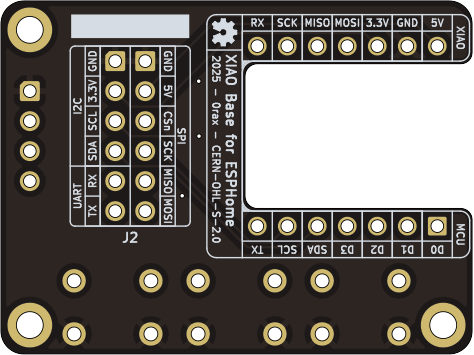 RX SCK MISO MOSI 3.3V GND 5V
XIAO
XIAO Base for ESPHome
2025 - Orax - CERN-OHL-S-2.0
I2C
GND
3.3V
SCL
SDA
UART
RX
TX
GND
5V
CSn
SCK
MISO
MOSI
SPI
J2
TX SCL SDA D3 D2 D1 D0
MCU